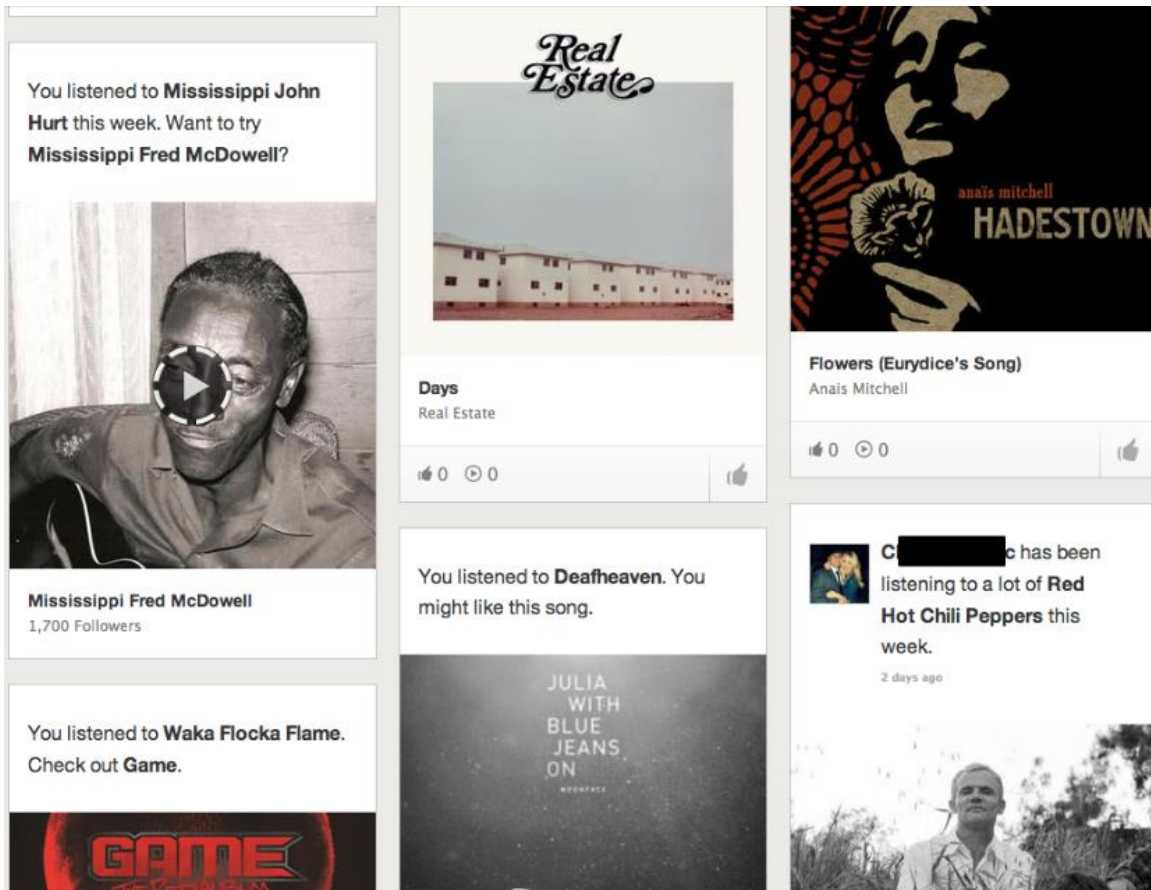 You listened to Mississippi John
Hurt this week. Want to try
Mississippi Fred McDowell?
Mississippi Fred McDowell
1,700 Followers
You listened to Waka Flocka Flame.
Check out Game.
GAME
Real
Estate
Days
Real Estate
0 0
You listened to Deafheaven. You
might like this song.
JULIA
WITH
BLUE
JEANS
ON
MOONFACE
anaïs mitchell
HADESTOWN
Flowers (Eurydice's Song)
Anais Mitchell
0 0
c has been
listening to a lot of Red
Hot Chili Peppers this
week.
2 days ago